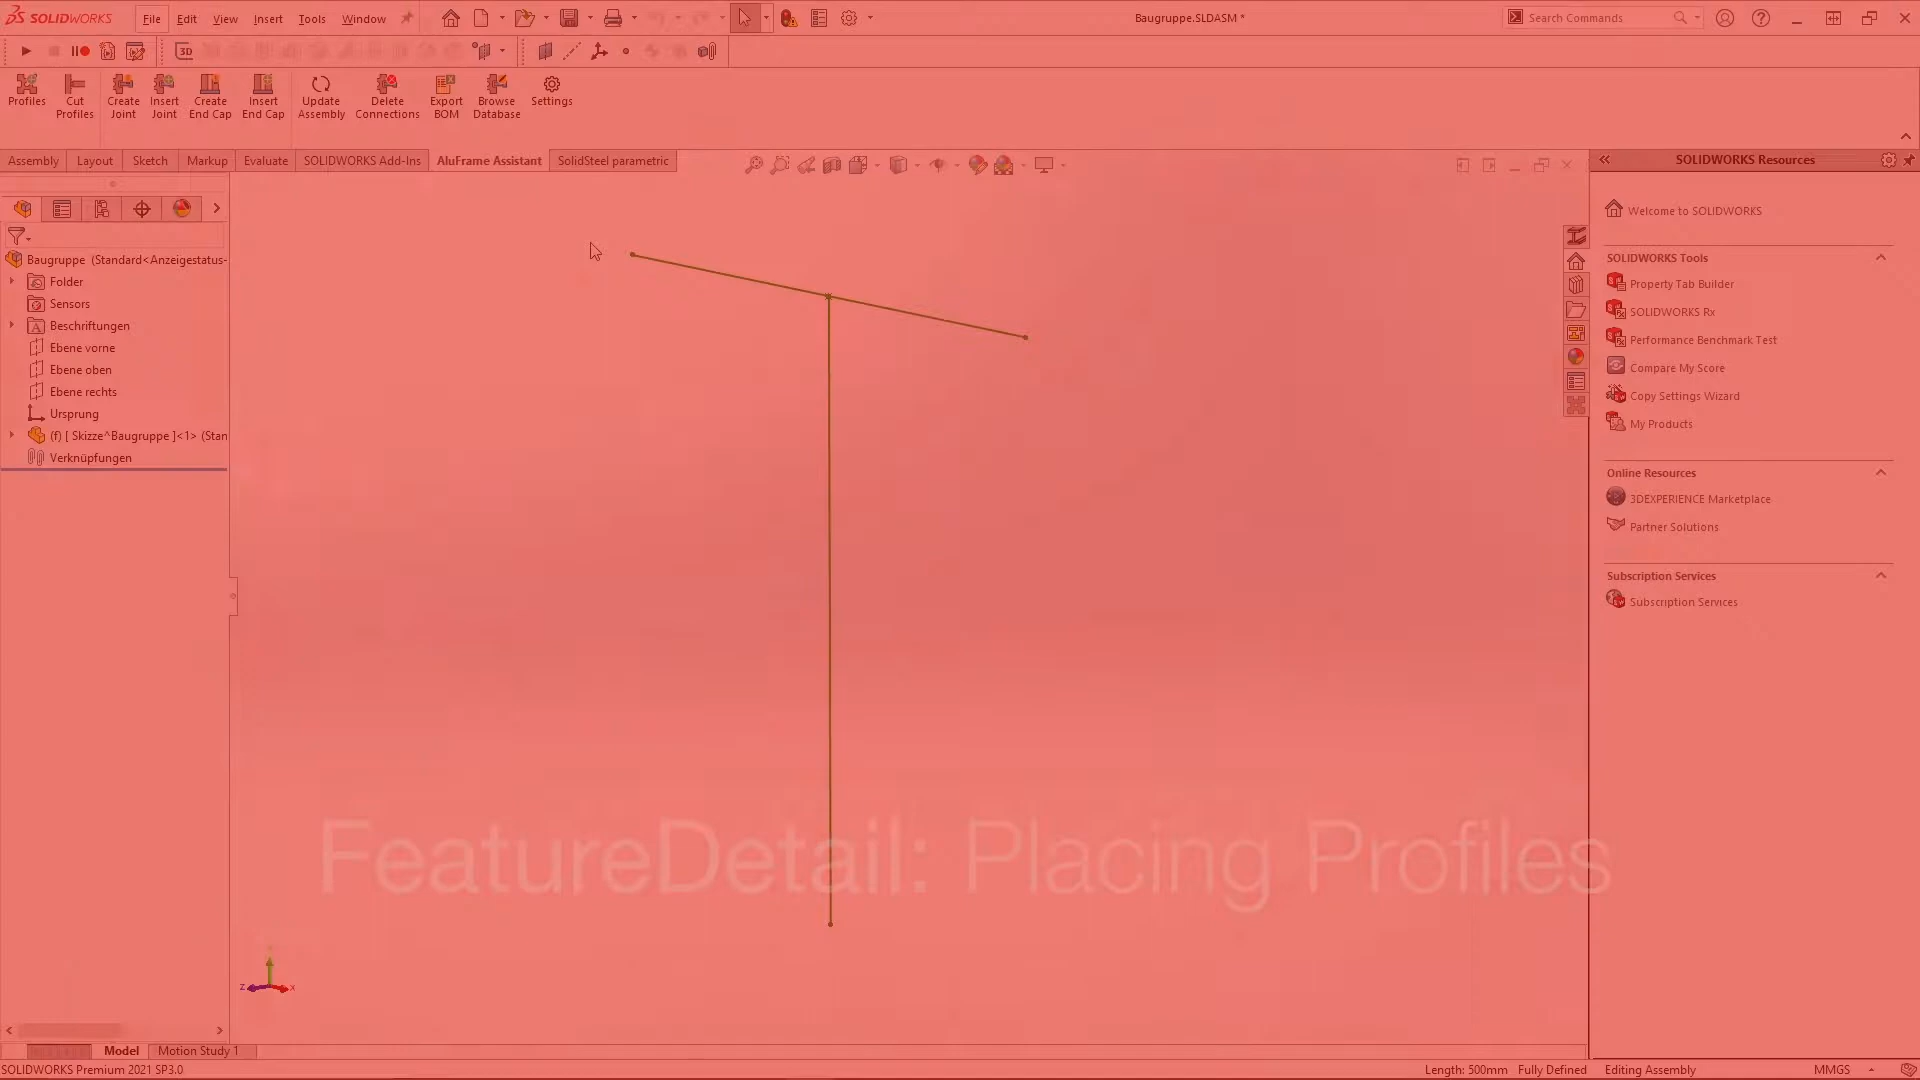 SOLIDWORKS File Edit View Insert Tools Window Baugruppe.SLDASM * Search Commands
3D
Profiles Cut Profiles Create Joint Insert Joint Create End Cap Insert End Cap Update Assembly Delete Connections Export BOM Browse Database Settings
Assembly Layout Sketch Markup Evaluate SOLIDWORKS Add-Ins AluFrame Assistant SolidSteel parametric
SOLIDWORKS Resources
Welcome to SOLIDWORKS
SOLIDWORKS Tools
Property Tab Builder
SOLIDWORKS Rx
Performance Benchmark Test
Compare My Score
Copy Settings Wizard
My Products
Online Resources
3DEXPERIENCE Marketplace
Partner Solutions
Subscription Services
Subscription Services
Baugruppe (Standard<Anzeigestatus-
Folder
Sensors
Beschriftungen
Ebene vorne
Ebene oben
Ebene rechts
Ursprung
(f) [ Skizze^Baugruppe ]<1> (Stan
Verknüpfungen
FeatureDetail: Placing Profiles
z x
Model Motion Study 1
SOLIDWORKS Premium 2021 SP3.0 Length: 500mm Fully Defined Editing Assembly MMGS